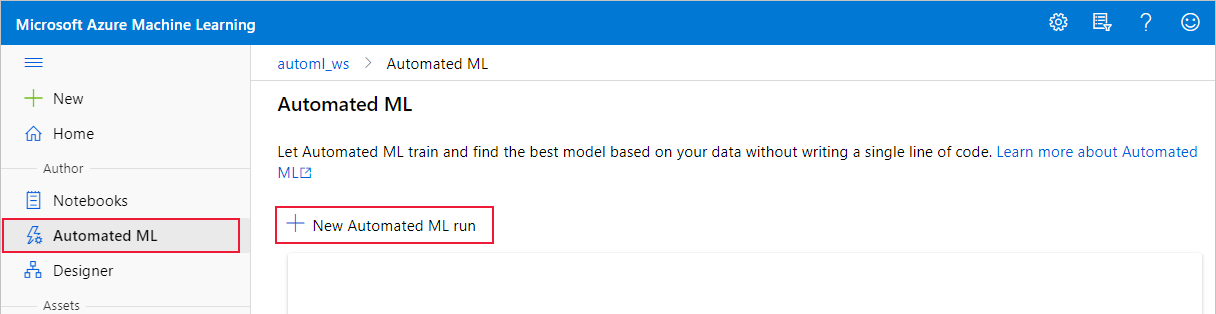 Microsoft Azure Machine Learning
automl_ws > Automated ML
New
Home
Author
Notebooks
Automated ML
Designer
Assets
Automated ML
Let Automated ML train and find the best model based on your data without writing a single line of code. Learn more about Automated
ML
New Automated ML run